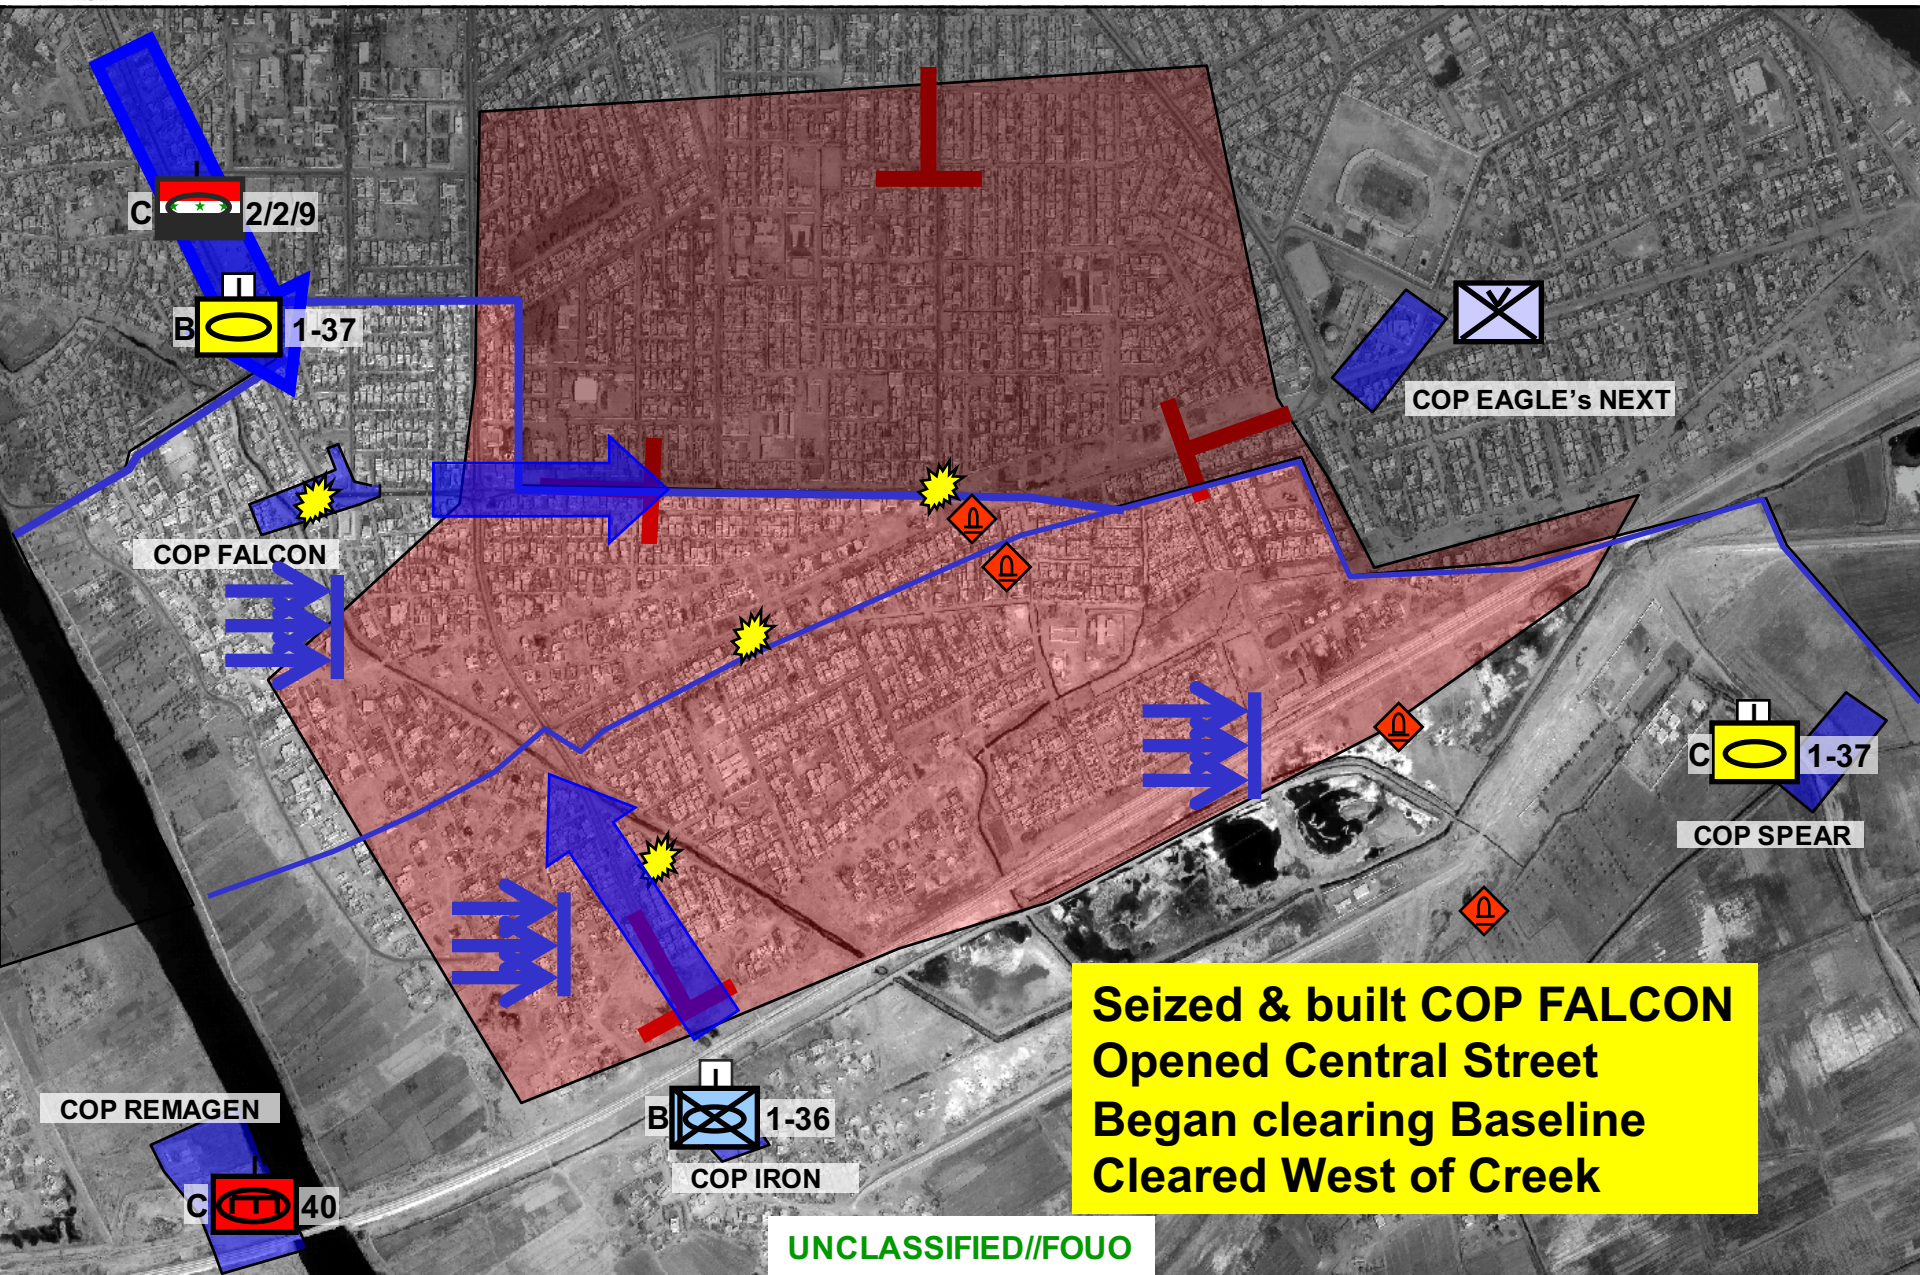 C 2/2/9
B 1-37
COP EAGLE’s NEXT
COP FALCON
C 1-37
COP SPEAR
Seized & built COP FALCON
Opened Central Street
Began clearing Baseline
Cleared West of Creek
COP REMAGEN
B 1-36
COP IRON
C 40
UNCLASSIFIED//FOUO